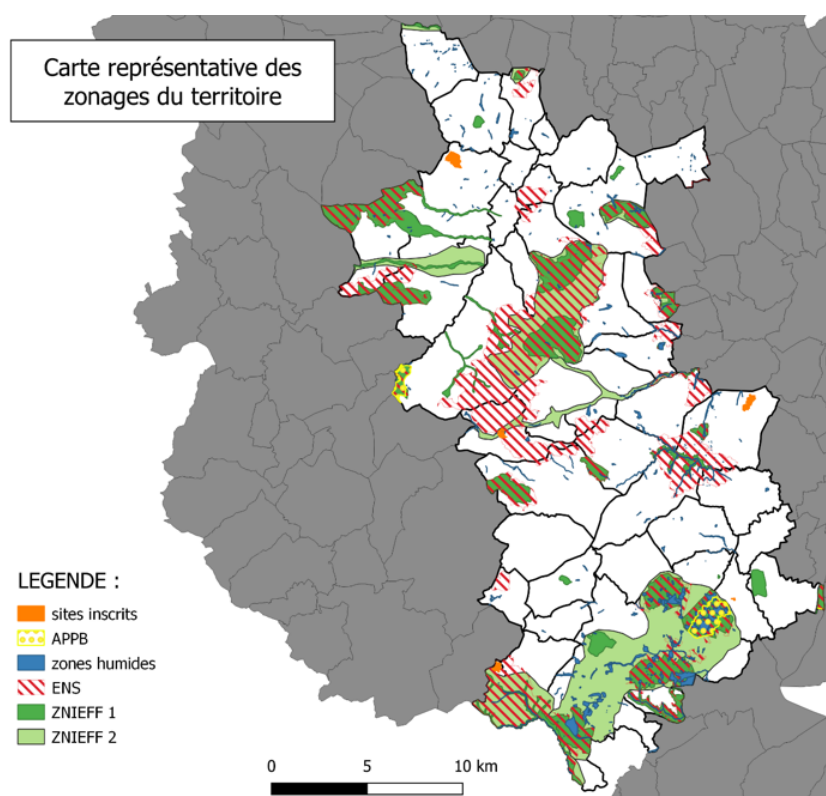 Carte représentative des
zonages du territoire
LEGENDE :
sites inscrits
APPB
zones humides
ENS
ZNIEFF 1
ZNIEFF 2
0 5 10 km